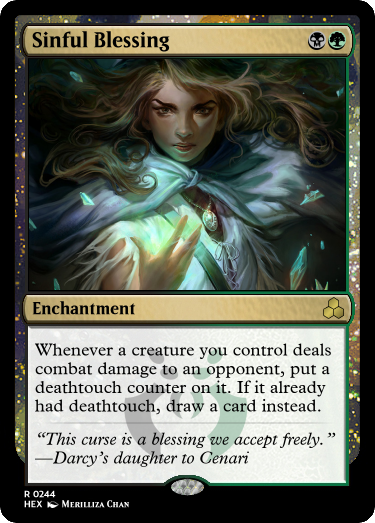 Sinful Blessing
Enchantment
Whenever a creature you control deals
combat damage to an opponent, put a
deathtouch counter on it. If it already
had deathtouch, draw a card instead.
“This curse is a blessing we accept freely.”
—Darcy’s daughter to Cenari
R 0244
HEX Merilliza Chan